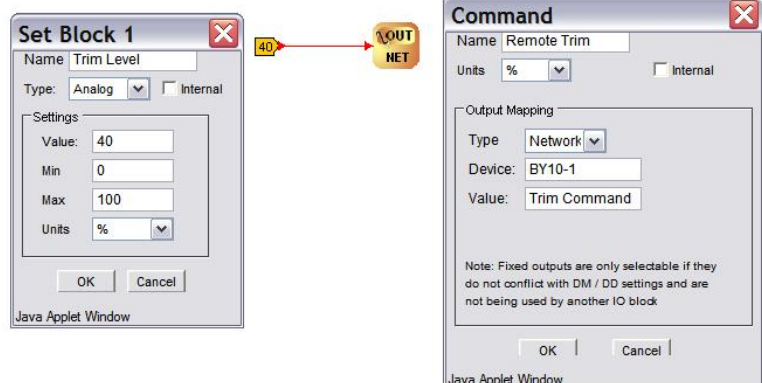 Set Block 1
Name Trim Level
Type: Analog Internal
Settings
Value: 40
Min 0
Max 100
Units %
OK Cancel
Java Applet Window
40
OUT
NET
Command
Name Remote Trim
Units % Internal
Output Mapping
Type Network
Device: BY10-1
Value: Trim Command
Note: Fixed outputs are only selectable if they
do not conflict with DM / DD settings and are
not being used by another IO block
OK Cancel
Java Applet Window